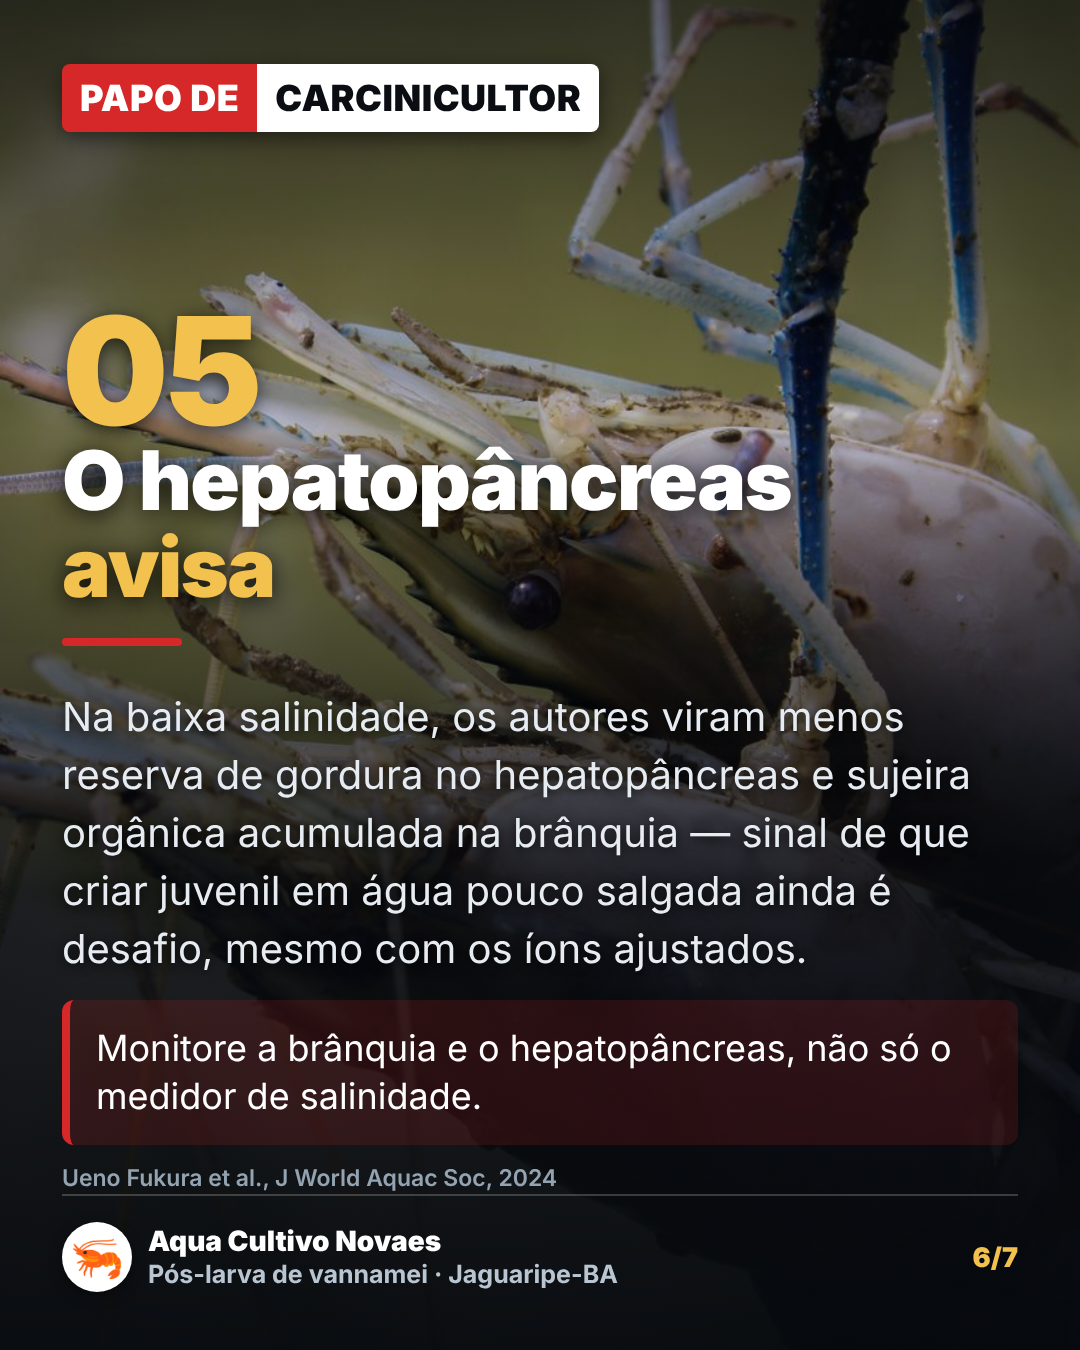 PAPO DE CARCINICULTOR
05
O hepatopâncreas
avisa
Na baixa salinidade, os autores viram menos
reserva de gordura no hepatopâncreas e sujeira
orgânica acumulada na brânquia — sinal de que
criar juvenil em água pouco salgada ainda é
desafio, mesmo com os íons ajustados.
Monitore a brânquia e o hepatopâncreas, não só o
medidor de salinidade.
Ueno Fukura et al., J World Aquac Soc, 2024
Aqua Cultivo Novaes
Pós-larva de vannamei · Jaguaripe-BA
6/7